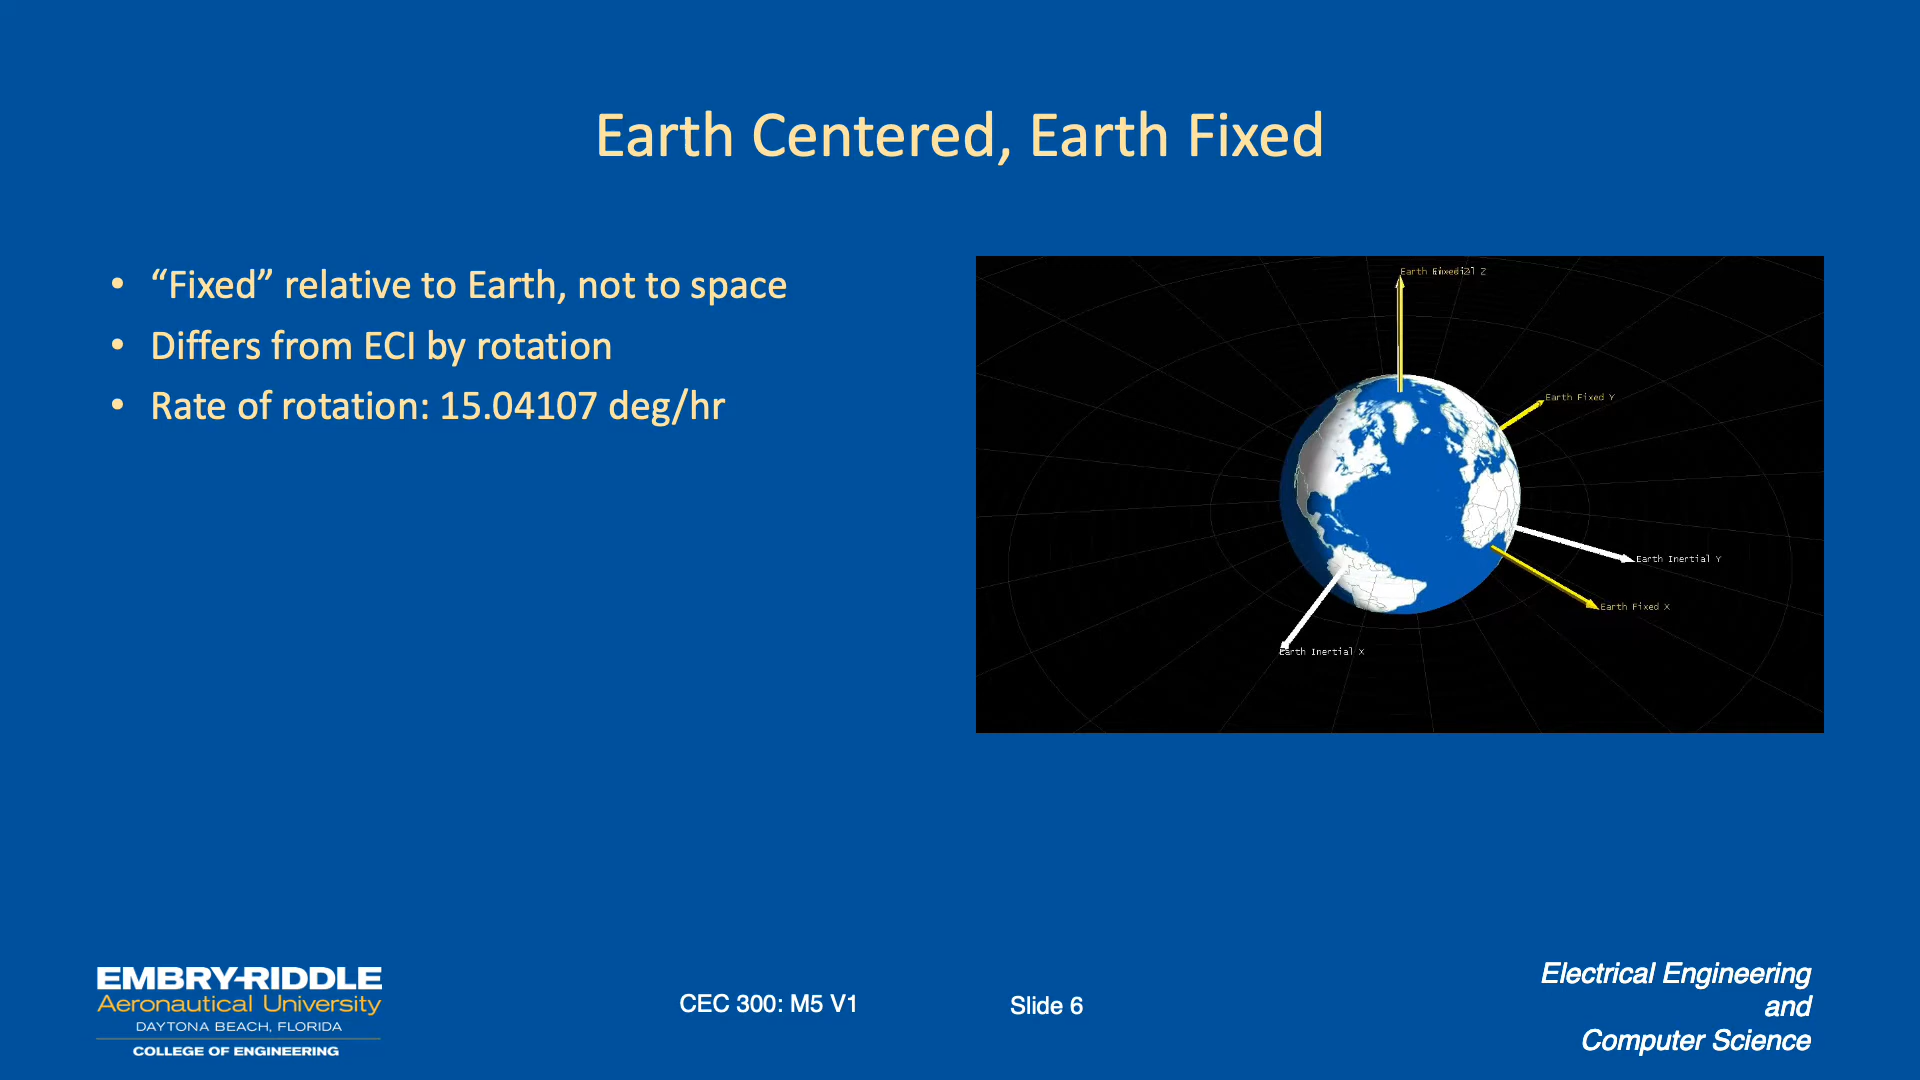 Earth Centered, Earth Fixed
• “Fixed” relative to Earth, not to space
• Differs from ECI by rotation
• Rate of rotation: 15.04107 deg/hr
Earth Z
Earth Fixed Y
Earth Inertial Y
Earth Fixed X
Earth Inertial X
EMBRY-RIDDLE
Aeronautical University
DAYTONA BEACH, FLORIDA
COLLEGE OF ENGINEERING
CEC 300: M5 V1
Slide 6
Electrical Engineering
and
Computer Science